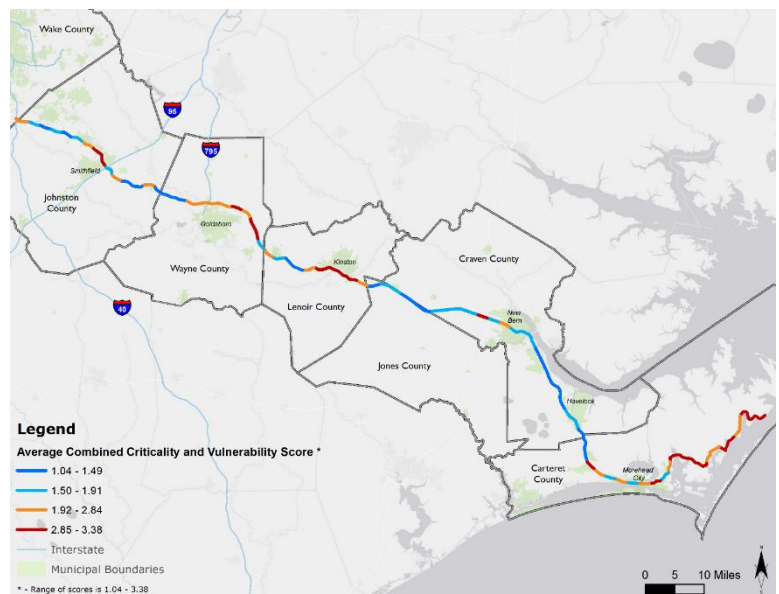 Wake County
95
795
Smithfield
Johnston
County
Goldsboro
Craven County
Kinston
Wayne County
New
Bern
Lenoir County
40
Jones County
Havelock
Legend
Average Combined Criticality and Vulnerability Score *
1.04 - 1.49
1.50 - 1.91
1.92 - 2.84
2.85 - 3.38
Interstate
Municipal Boundaries
* - Range of scores is 1.04 - 3.38
Carteret
County
Morehead
City
0 5 10 Miles
N